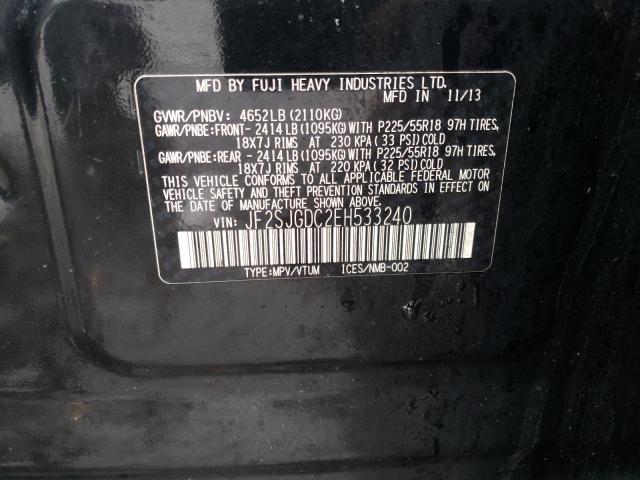 MFD BY FUJI HEAVY INDUSTRIES LTD.
MFD IN 11/13
GVWR/PNBV: 4652LB (2110KG)
GAWR/PNBE:FRONT- 2414LB (1095KG) WITH P225/55R18 97H TIRES,
18X7J RIMS AT 230 KPA (33 PSI) COLD
GAWR/PNBE:REAR - 2414LB (1095KG) WITH P225/55R18 97H TIRES,
18X7J RIMS AT 220 KPA (32 PSI) COLD
THIS VEHICLE CONFORMS TO ALL APPLICABLE FEDERAL MOTOR
VEHICLE SAFETY AND THEFT PREVENTION STANDARDS IN EFFECT ON
THE DATE OF MANUFACTURE SHOWN ABOVE.
VIN: JF2SJGDC2EH533240
TYPE:MPV/VTUM ICES/NMB-002